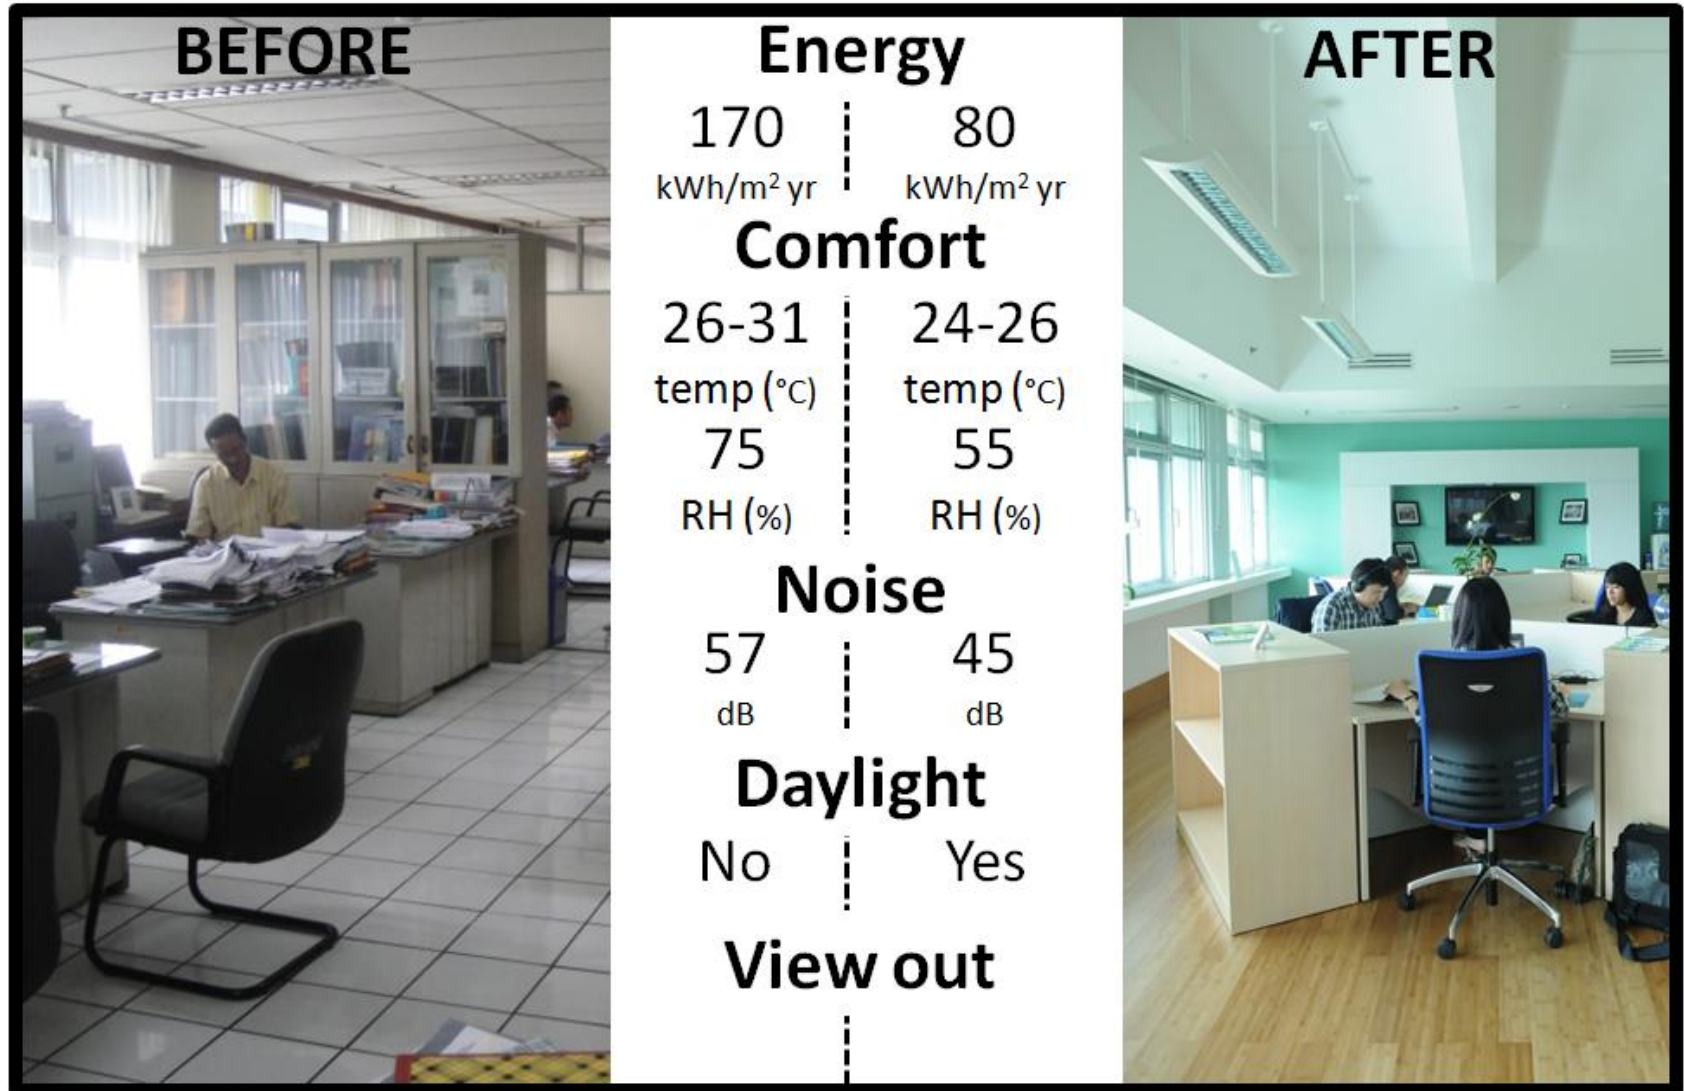 BEFORE
Energy
AFTER
170 80
kWh/m² yr kWh/m² yr
Comfort
26-31 24-26
temp (°C) temp (°C)
75 55
RH (%) RH (%)
Noise
57 45
dB dB
Daylight
No Yes
View out